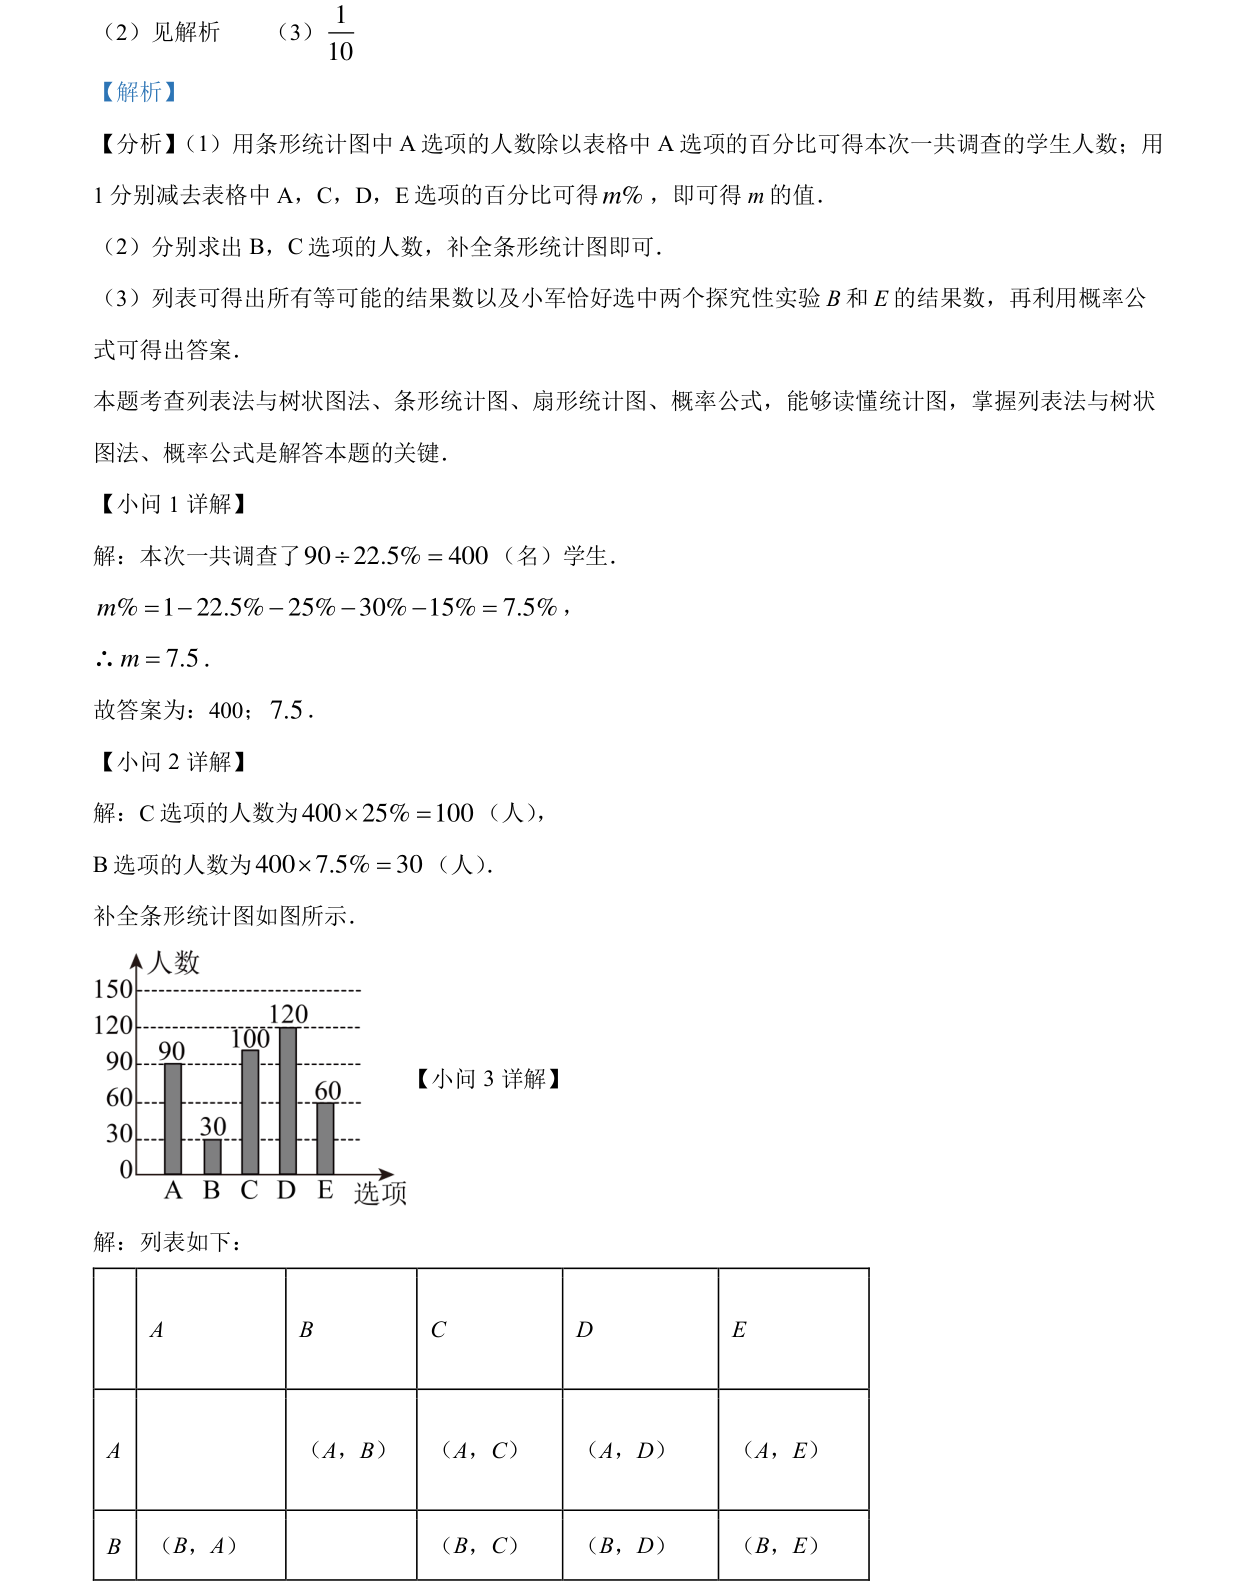 （2）见解析 （3）1/10
【解析】
【分析】（1）用条形统计图中 A 选项的人数除以表格中 A 选项的百分比可得本次一共调查的学生人数；用
1 分别减去表格中 A，C，D，E 选项的百分比可得m%，即可得 m 的值．
（2）分别求出 B，C 选项的人数，补全条形统计图即可．
（3）列表可得出所有等可能的结果数以及小军恰好选中两个探究性实验 B 和 E 的结果数，再利用概率公
式可得出答案．
本题考查列表法与树状图法、条形统计图、扇形统计图、概率公式，能够读懂统计图，掌握列表法与树状
图法、概率公式是解答本题的关键．
【小问 1 详解】
解：本次一共调查了90÷22.5%=400（名）学生．
m%=1−22.5%−25%−30%−15%=7.5%，
∴m=7.5．
故答案为：400；7.5．
【小问 2 详解】
解：C 选项的人数为400×25%=100（人），
B 选项的人数为400×7.5%=30（人）．
补全条形统计图如图所示．
人数
150
120
90
60
30
0
90
30
100
120
60
A B C D E 选项
【小问 3 详解】
解：列表如下：
A B C D E
A （A，B） （A，C） （A，D） （A，E）
B （B，A） （B，C） （B，D） （B，E）